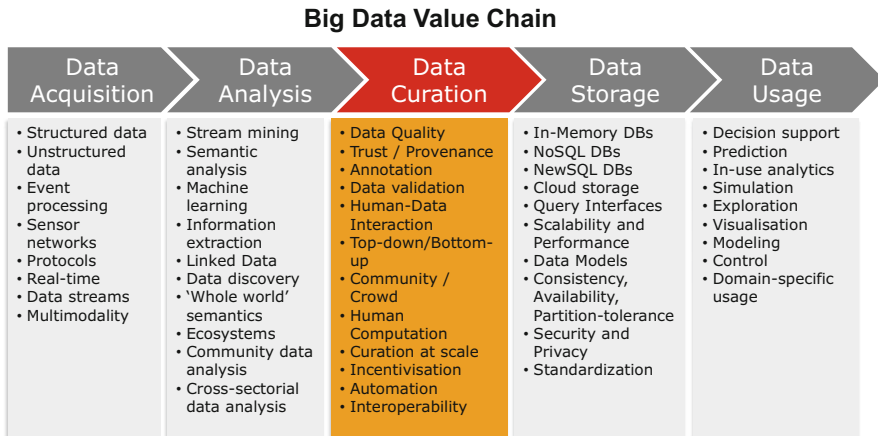 Big Data Value Chain
Data
Acquisition
Data
Analysis
Data
Curation
Data
Storage
Data
Usage
• Structured data
• Unstructured
data
• Event
processing
• Sensor
networks
• Protocols
• Real-time
• Data streams
• Multimodality
• Stream mining
• Semantic
analysis
• Machine
learning
• Information
extraction
• Linked Data
• Data discovery
• ‘Whole world’
semantics
• Ecosystems
• Community data
analysis
• Cross-sectorial
data analysis
• Data Quality
• Trust / Provenance
• Annotation
• Data validation
• Human-Data
Interaction
• Top-down/Bottom-
up
• Community /
Crowd
• Human
Computation
• Curation at scale
• Incentivisation
• Automation
• Interoperability
• In-Memory DBs
• NoSQL DBs
• NewSQL DBs
• Cloud storage
• Query Interfaces
• Scalability and
Performance
• Data Models
• Consistency,
Availability,
Partition-tolerance
• Security and
Privacy
• Standardization
• Decision support
• Prediction
• In-use analytics
• Simulation
• Exploration
• Visualisation
• Modeling
• Control
• Domain-specific
usage